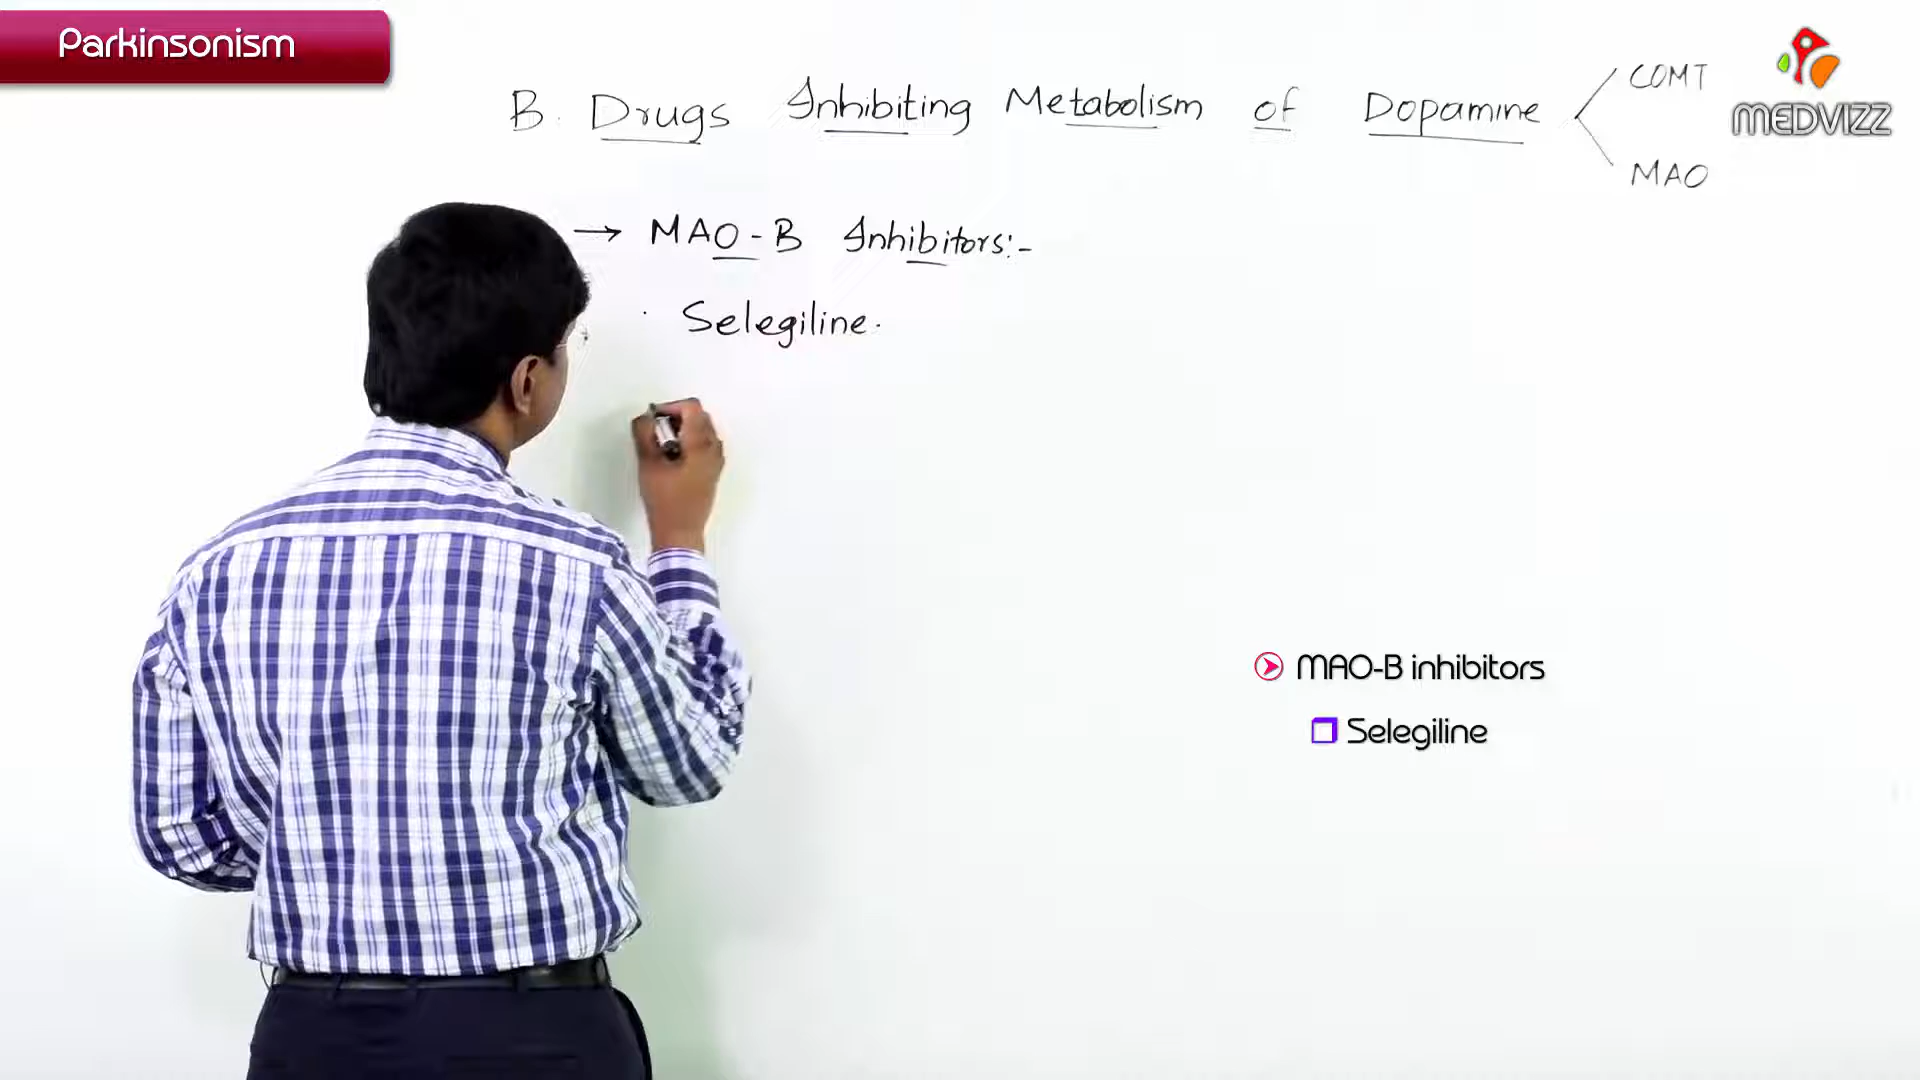 Parkinsonism
B. Drugs Inhibiting Metabolism of Dopamine
COMT
MAO
MEDVIZZ
→ MAO-B Inhibitors:-
· Selegiline.
MAO-B inhibitors
Selegiline